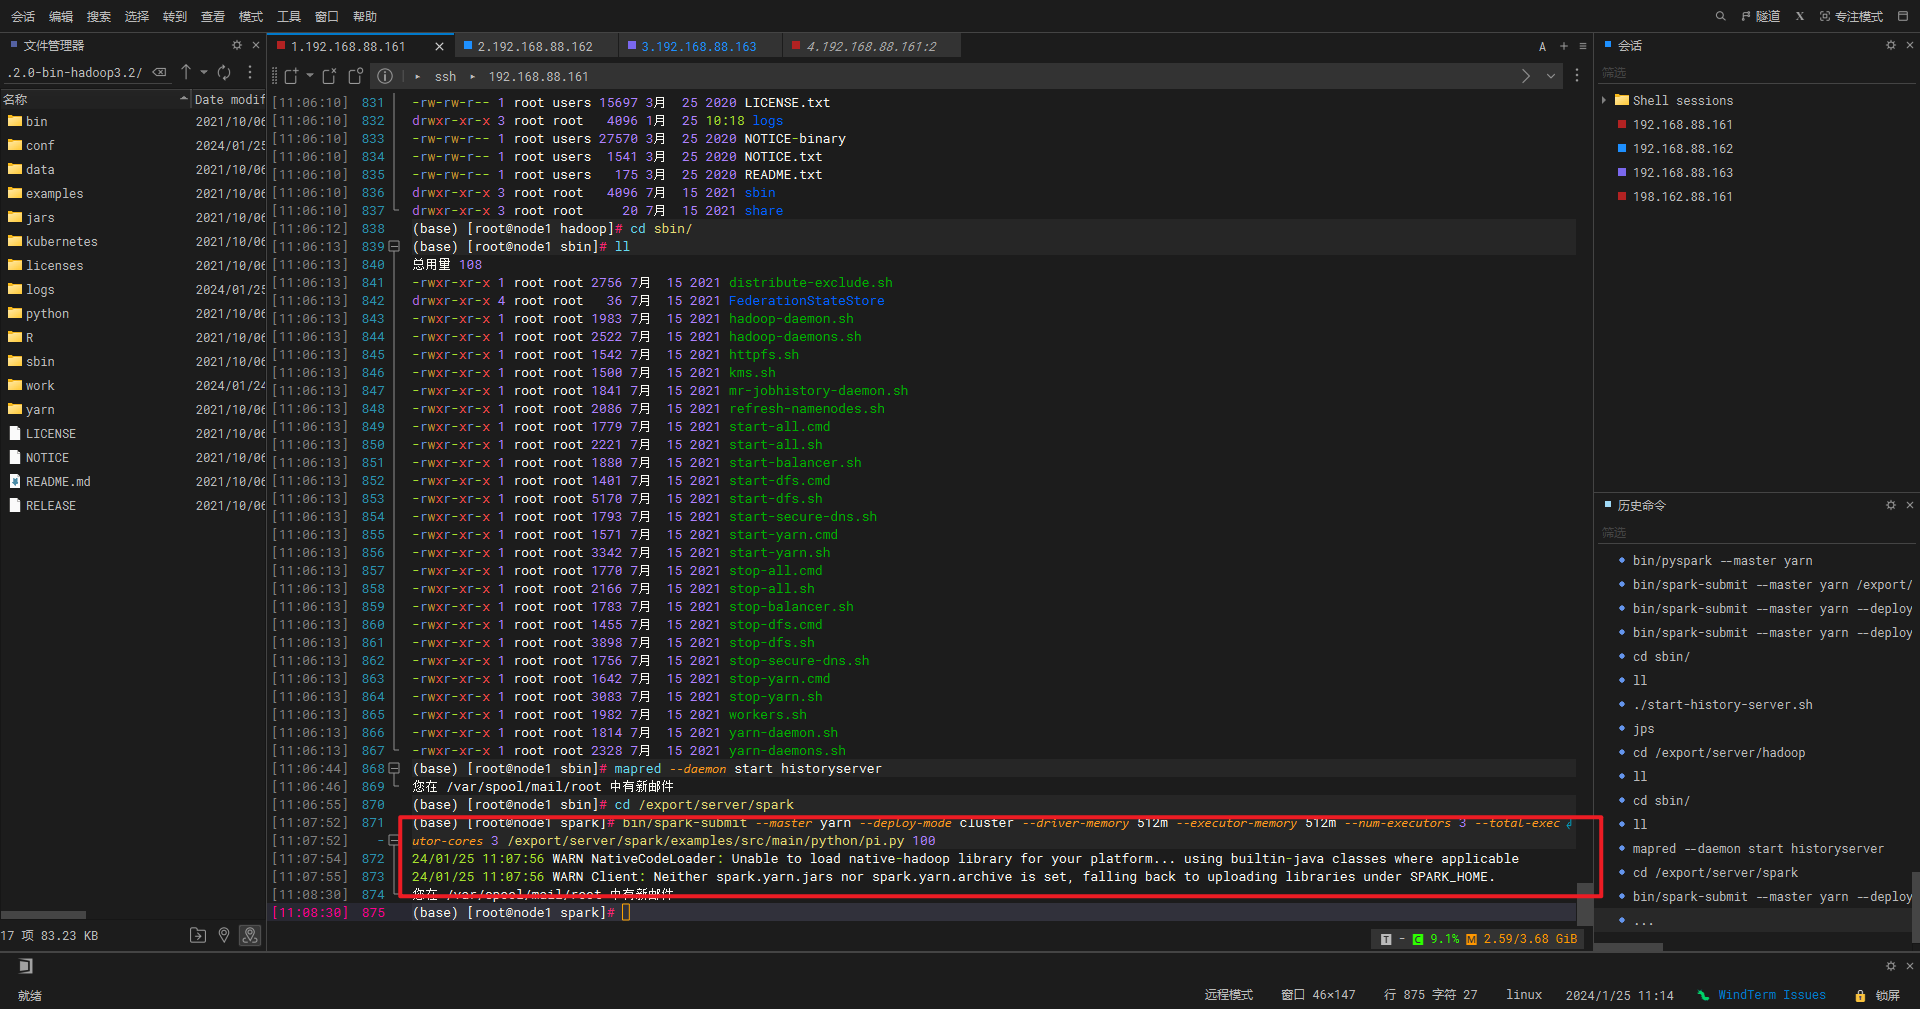 会话 编辑 搜索 选择 转到 查看 模式 工具 窗口 帮助 隧道 X 专注模式
文件管理器
.2.0-bin-hadoop3.2/
名称 Date modif
bin 2021/10/06
conf 2024/01/25
data 2021/10/06
examples 2021/10/06
jars 2021/10/06
kubernetes 2021/10/06
licenses 2021/10/06
logs 2024/01/25
python 2021/10/06
R 2021/10/06
sbin 2021/10/06
work 2024/01/24
yarn 2021/10/06
LICENSE 2021/10/06
NOTICE 2021/10/06
README.md 2021/10/06
RELEASE 2021/10/06
17 项 83.23 KB
1.192.168.88.161 2.192.168.88.162 3.192.168.88.163 4.192.168.88.161:2 A
ssh 192.168.88.161
[11:06:10] 831 -rw-rw-r-- 1 root users 15697 3月 25 2020 LICENSE.txt
[11:06:10] 832 drwxr-xr-x 3 root root 4096 1月 25 10:18 logs
[11:06:10] 833 -rw-rw-r-- 1 root users 27570 3月 25 2020 NOTICE-binary
[11:06:10] 834 -rw-rw-r-- 1 root users 1541 3月 25 2020 NOTICE.txt
[11:06:10] 835 -rw-rw-r-- 1 root users 175 3月 25 2020 README.txt
[11:06:10] 836 drwxr-xr-x 3 root root 4096 7月 15 2021 sbin
[11:06:10] 837 drwxr-xr-x 3 root root 20 7月 15 2021 share
[11:06:12] 838 (base) [root@node1 hadoop]# cd sbin/
[11:06:13] 839 (base) [root@node1 sbin]# ll
[11:06:13] 840 总用量 108
[11:06:13] 841 -rwxr-xr-x 1 root root 2756 7月 15 2021 distribute-exclude.sh
[11:06:13] 842 drwxr-xr-x 4 root root 36 7月 15 2021 FederationStateStore
[11:06:13] 843 -rwxr-xr-x 1 root root 1983 7月 15 2021 hadoop-daemon.sh
[11:06:13] 844 -rwxr-xr-x 1 root root 2522 7月 15 2021 hadoop-daemons.sh
[11:06:13] 845 -rwxr-xr-x 1 root root 1542 7月 15 2021 httpfs.sh
[11:06:13] 846 -rwxr-xr-x 1 root root 1500 7月 15 2021 kms.sh
[11:06:13] 847 -rwxr-xr-x 1 root root 1841 7月 15 2021 mr-jobhistory-daemon.sh
[11:06:13] 848 -rwxr-xr-x 1 root root 2086 7月 15 2021 refresh-namenodes.sh
[11:06:13] 849 -rwxr-xr-x 1 root root 1779 7月 15 2021 start-all.cmd
[11:06:13] 850 -rwxr-xr-x 1 root root 2221 7月 15 2021 start-all.sh
[11:06:13] 851 -rwxr-xr-x 1 root root 1880 7月 15 2021 start-balancer.sh
[11:06:13] 852 -rwxr-xr-x 1 root root 1401 7月 15 2021 start-dfs.cmd
[11:06:13] 853 -rwxr-xr-x 1 root root 5170 7月 15 2021 start-dfs.sh
[11:06:13] 854 -rwxr-xr-x 1 root root 1793 7月 15 2021 start-secure-dns.sh
[11:06:13] 855 -rwxr-xr-x 1 root root 1571 7月 15 2021 start-yarn.cmd
[11:06:13] 856 -rwxr-xr-x 1 root root 3342 7月 15 2021 start-yarn.sh
[11:06:13] 857 -rwxr-xr-x 1 root root 1770 7月 15 2021 stop-all.cmd
[11:06:13] 858 -rwxr-xr-x 1 root root 2166 7月 15 2021 stop-all.sh
[11:06:13] 859 -rwxr-xr-x 1 root root 1783 7月 15 2021 stop-balancer.sh
[11:06:13] 860 -rwxr-xr-x 1 root root 1455 7月 15 2021 stop-dfs.cmd
[11:06:13] 861 -rwxr-xr-x 1 root root 3898 7月 15 2021 stop-dfs.sh
[11:06:13] 862 -rwxr-xr-x 1 root root 1756 7月 15 2021 stop-secure-dns.sh
[11:06:13] 863 -rwxr-xr-x 1 root root 1642 7月 15 2021 stop-yarn.cmd
[11:06:13] 864 -rwxr-xr-x 1 root root 3083 7月 15 2021 stop-yarn.sh
[11:06:13] 865 -rwxr-xr-x 1 root root 1982 7月 15 2021 workers.sh
[11:06:13] 866 -rwxr-xr-x 1 root root 1814 7月 15 2021 yarn-daemon.sh
[11:06:13] 867 -rwxr-xr-x 1 root root 2328 7月 15 2021 yarn-daemons.sh
[11:06:44] 868 (base) [root@node1 sbin]# mapred --daemon start historyserver
[11:06:46] 869 您在 /var/spool/mail/root 中有新邮件
[11:06:55] 870 (base) [root@node1 sbin]# cd /export/server/spark
[11:07:52] 871 (base) [root@node1 spark]# bin/spark-submit --master yarn --deploy-mode cluster --driver-memory 512m --executor-memory 512m --num-executors 3 --total-exec
[11:07:52] - utor-cores 3 /export/server/spark/examples/src/main/python/pi.py 100
[11:07:54] 872 24/01/25 11:07:56 WARN NativeCodeLoader: Unable to load native-hadoop library for your platform... using builtin-java classes where applicable
[11:07:55] 873 24/01/25 11:07:56 WARN Client: Neither spark.yarn.jars nor spark.yarn.archive is set, falling back to uploading libraries under SPARK_HOME.
[11:08:30] 874 您在 /var/spool/mail/root 中有新邮件
[11:08:30] 875 (base) [root@node1 spark]#
T - C 9.1% M 2.59/3.68 GiB
会话
筛选
Shell sessions
192.168.88.161
192.168.88.162
192.168.88.163
198.162.88.161
历史命令
筛选
bin/pyspark --master yarn
bin/spark-submit --master yarn /export/
bin/spark-submit --master yarn --deploy
bin/spark-submit --master yarn --deploy
cd sbin/
ll
./start-history-server.sh
jps
cd /export/server/hadoop
ll
cd sbin/
ll
mapred --daemon start historyserver
cd /export/server/spark
bin/spark-submit --master yarn --deploy
...
就绪 远程模式 窗口 46×147 行 875 字符 27 linux 2024/1/25 11:14 WindTerm Issues 锁屏